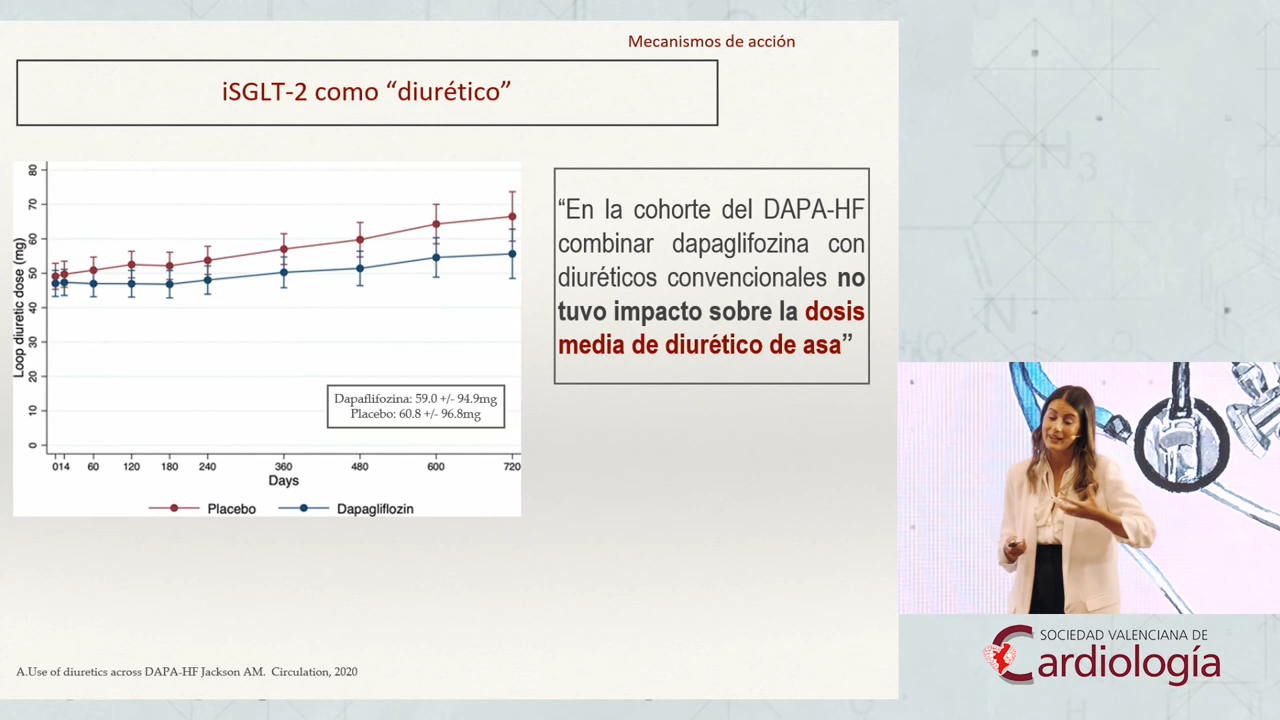 Mecanismos de acción
iSGLT-2 como “diurético”
80
70
60
50
40
30
20
10
0
Loop diuretic dose (mg)
Dapaflifozina: 59.0 +/- 94.9mg
Placebo: 60.8 +/- 96.8mg
0 14 60 120 180 240 360 480 600 720
Days
Placebo Dapagliflozin
“En la cohorte del DAPA-HF
combinar dapaglifozina con
diuréticos convencionales no
tuvo impacto sobre la dosis
media de diurético de asa”
A.Use of diuretics across DAPA-HF Jackson AM. Circulation, 2020
CH3
N
HO
SOCIEDAD VALENCIANA DE
Cardiología